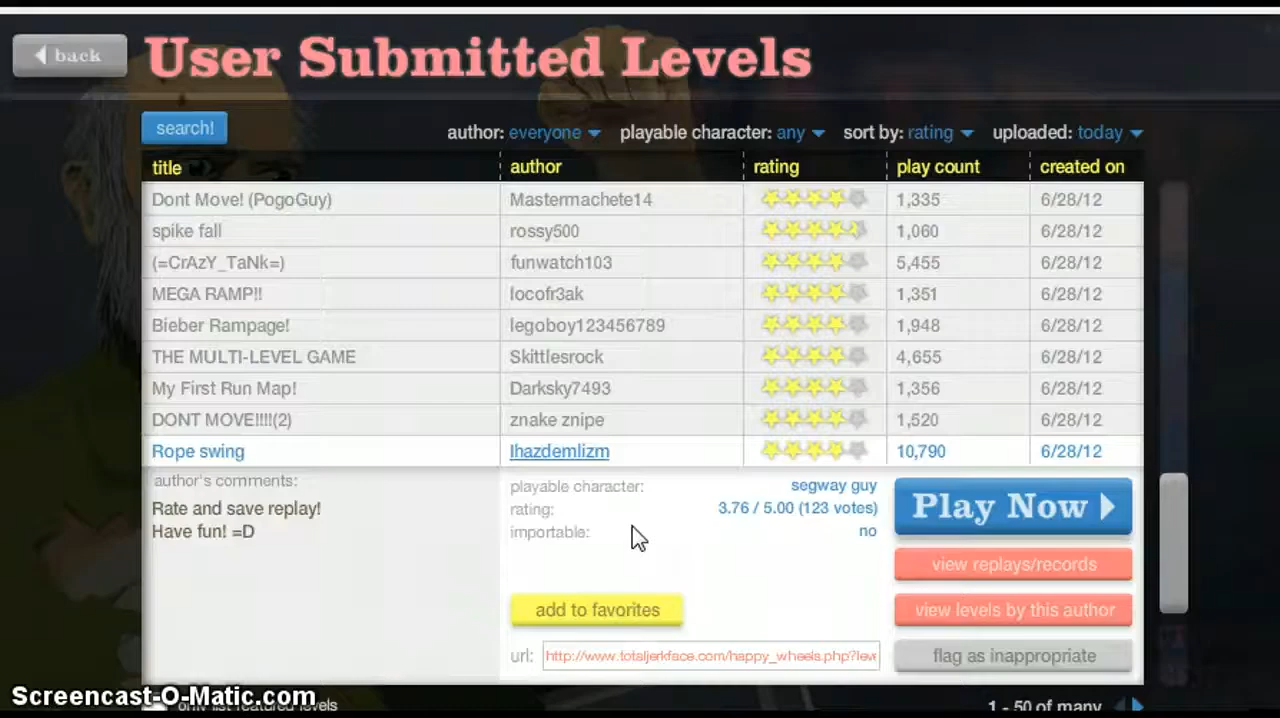 back
User Submitted Levels
search!
author: everyone playable character: any sort by: rating uploaded: today
title author rating play count created on
Dont Move! (PogoGuy) Mastermachete14 1,335 6/28/12
spike fall rossy500 1,060 6/28/12
(=CrAzY_TaNk=) funwatch103 5,455 6/28/12
MEGA RAMP!! locofr3ak 1,351 6/28/12
Bieber Rampage! legoboy123456789 1,948 6/28/12
THE MULTI-LEVEL GAME Skittlesrock 4,655 6/28/12
My First Run Map! Darksky7493 1,356 6/28/12
DONT MOVE!!!!(2) znake znipe 1,520 6/28/12
Rope swing Ihazdemlizm 10,790 6/28/12
author's comments:
Rate and save replay!
Have fun! =D
playable character: segway guy
rating: 3.76 / 5.00 (123 votes)
importable: no
Play Now
view replays/records
add to favorites
view levels by this author
url: http://www.totaljerkface.com/happy_wheels.php?leve
flag as inappropriate
Screencast-O-Matic.com
only list featured levels
1 - 50 of many